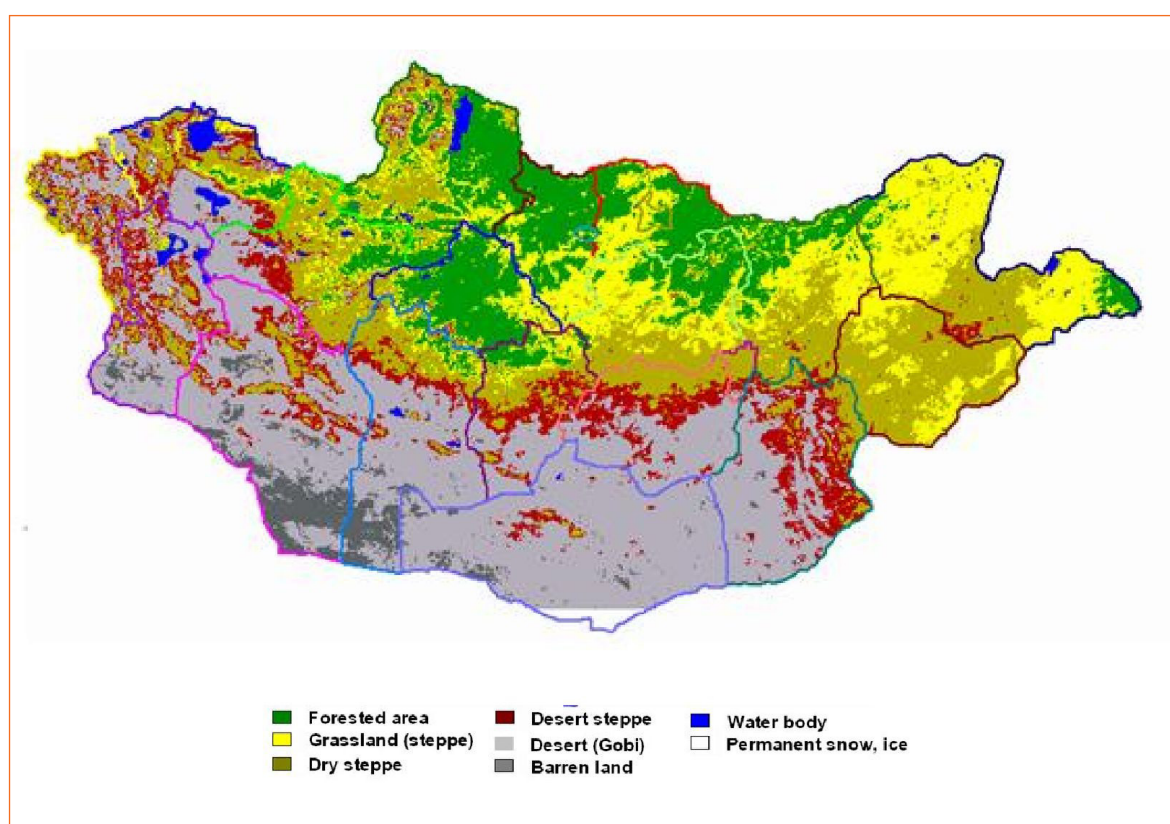 Forested area
Grassland (steppe)
Dry steppe
Desert steppe
Desert (Gobi)
Barren land
Water body
Permanent snow, ice